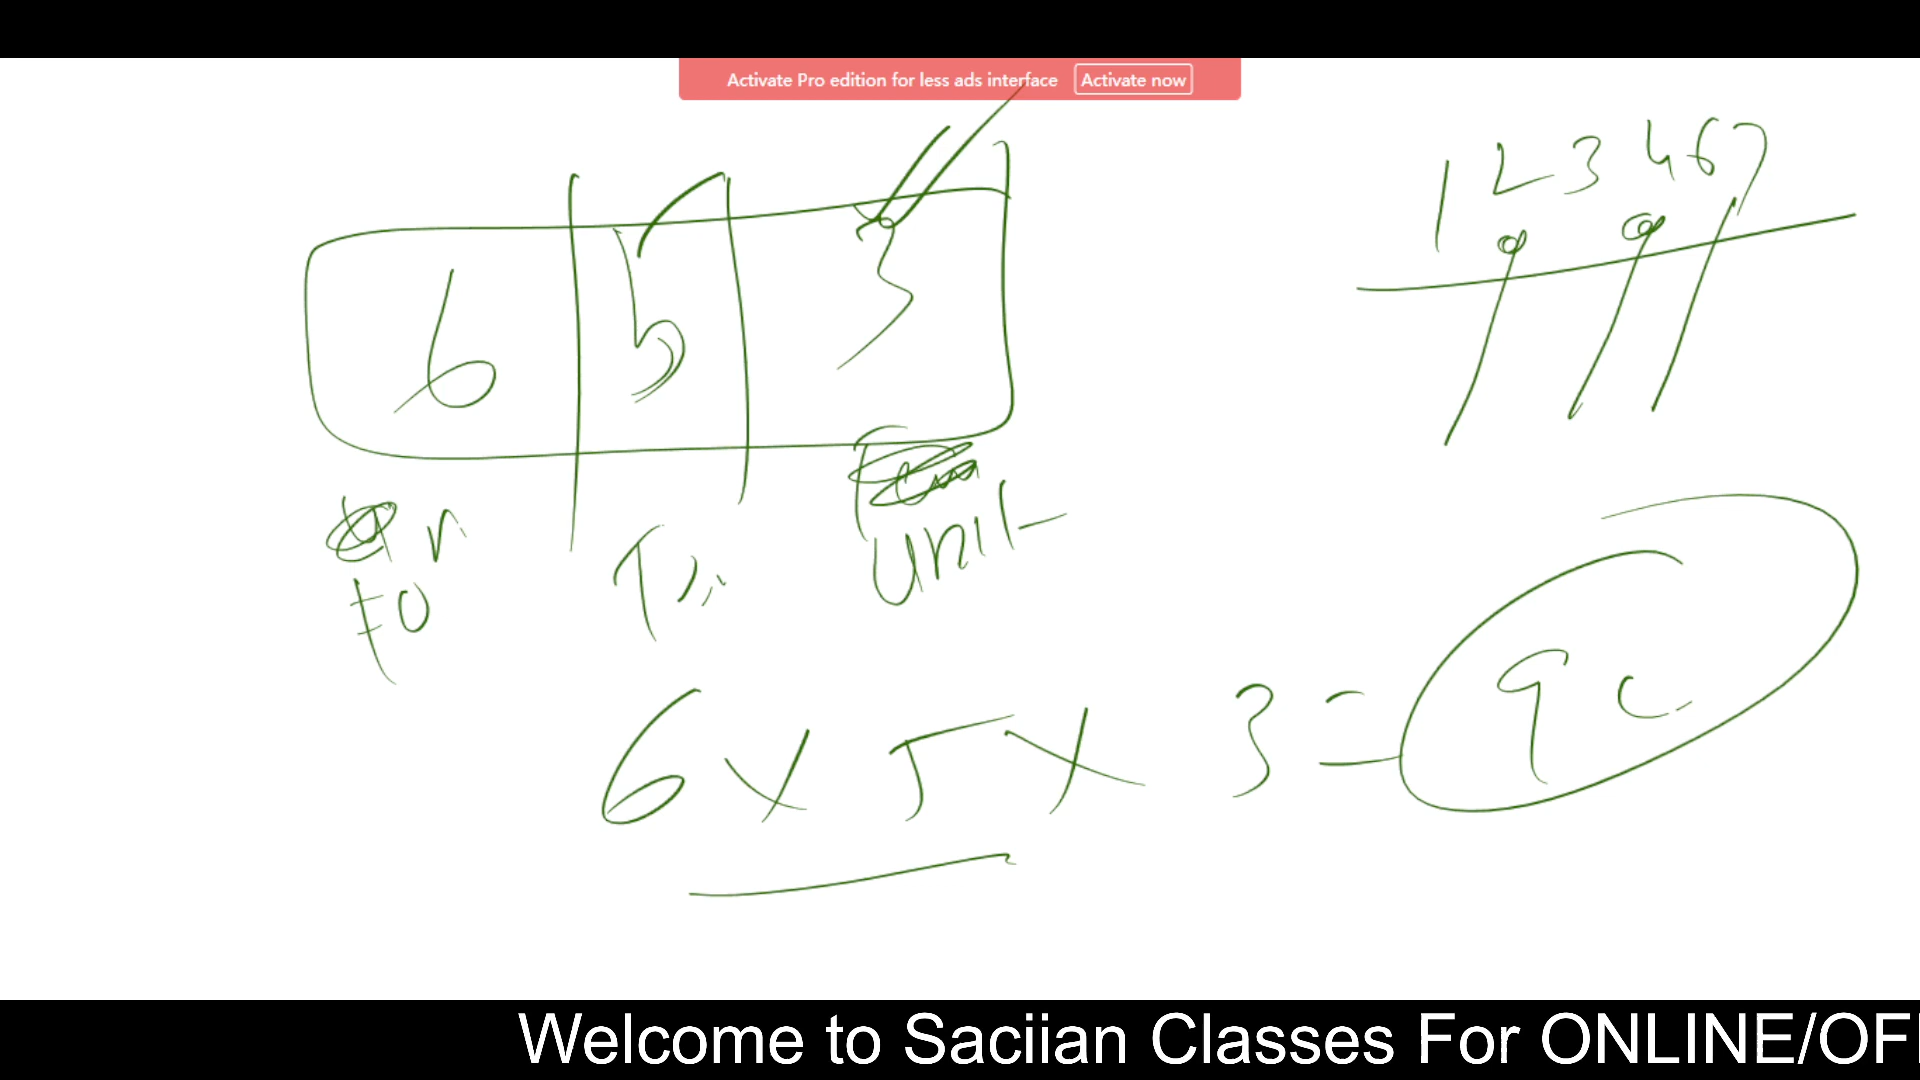 Activate Pro edition for less ads interface Activate now
1 2 3 4 6 7
6 5 3
unit
6 x 5 x 3 = 90
Welcome to Saciian Classes For ONLINE/OF